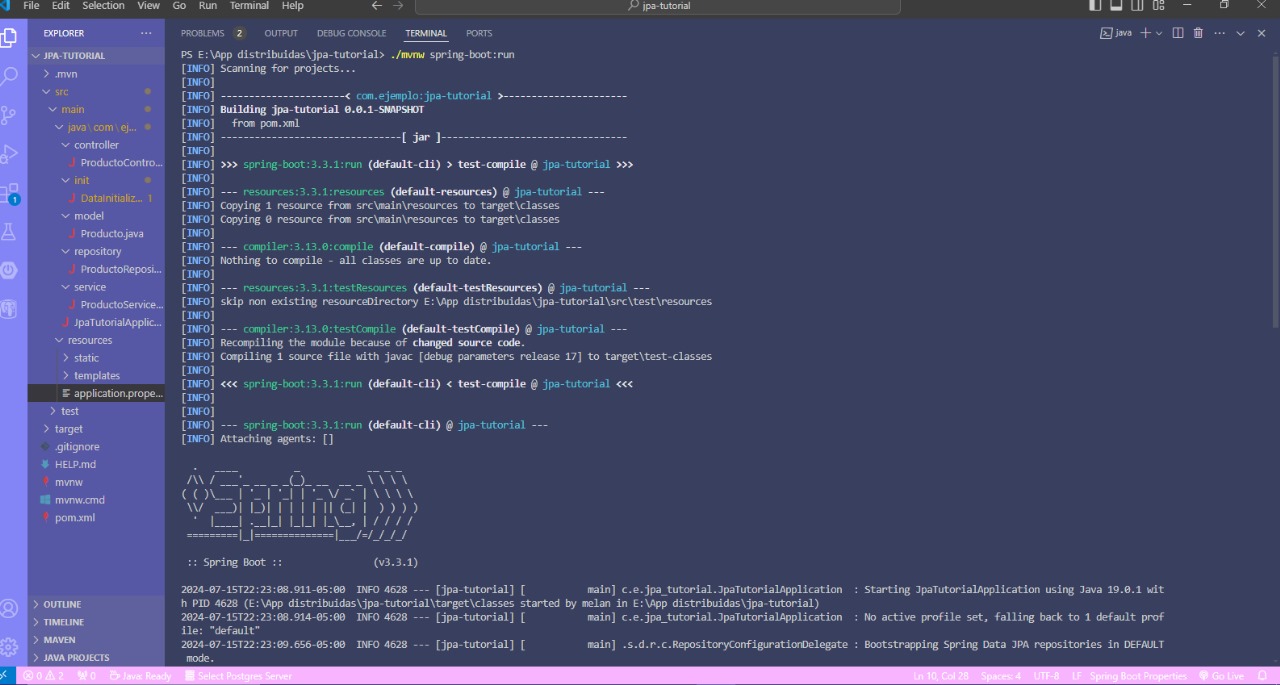 File Edit Selection View Go Run Terminal Help
jpa-tutorial
EXPLORER
JPA-TUTORIAL
.mvn
src
main
java\com\ej...
controller
ProductoContro...
init
DataInitializ... 1
model
Producto.java
repository
ProductoReposi...
service
ProductoService...
JpaTutorialApplic...
resources
static
templates
application.prope...
test
target
.gitignore
HELP.md
mvnw
mvnw.cmd
pom.xml
OUTLINE
TIMELINE
MAVEN
JAVA PROJECTS
1
PROBLEMS 2 OUTPUT DEBUG CONSOLE TERMINAL PORTS
java
PS E:\App distribuidas\jpa-tutorial> ./mvnw spring-boot:run
[INFO] Scanning for projects...
[INFO]
[INFO] ---------------------< com.ejemplo:jpa-tutorial >---------------------
[INFO] Building jpa-tutorial 0.0.1-SNAPSHOT
[INFO]   from pom.xml
[INFO] --------------------------------[ jar ]---------------------------------
[INFO]
[INFO] >>> spring-boot:3.3.1:run (default-cli) > test-compile @ jpa-tutorial >>>
[INFO]
[INFO] --- resources:3.3.1:resources (default-resources) @ jpa-tutorial ---
[INFO] Copying 1 resource from src\main\resources to target\classes
[INFO] Copying 0 resource from src\main\resources to target\classes
[INFO]
[INFO] --- compiler:3.13.0:compile (default-compile) @ jpa-tutorial ---
[INFO] Nothing to compile - all classes are up to date.
[INFO]
[INFO] --- resources:3.3.1:testResources (default-testResources) @ jpa-tutorial ---
[INFO] skip non existing resourceDirectory E:\App distribuidas\jpa-tutorial\src\test\resources
[INFO]
[INFO] --- compiler:3.13.0:testCompile (default-testCompile) @ jpa-tutorial ---
[INFO] Recompiling the module because of changed source code.
[INFO] Compiling 1 source file with javac [debug parameters release 17] to target\test-classes
[INFO]
[INFO] <<< spring-boot:3.3.1:run (default-cli) < test-compile @ jpa-tutorial <<<
[INFO]
[INFO]
[INFO] --- spring-boot:3.3.1:run (default-cli) @ jpa-tutorial ---
[INFO] Attaching agents: []
:: Spring Boot :: (v3.3.1)
2024-07-15T22:23:08.911-05:00  INFO 4628 --- [jpa-tutorial] [           main] c.e.jpa_tutorial.JpaTutorialApplication  : Starting JpaTutorialApplication using Java 19.0.1 wit
h PID 4628 (E:\App distribuidas\jpa-tutorial\target\classes started by melan in E:\App distribuidas\jpa-tutorial)
2024-07-15T22:23:08.914-05:00  INFO 4628 --- [jpa-tutorial] [           main] c.e.jpa_tutorial.JpaTutorialApplication  : No active profile set, falling back to 1 default prof
ile: "default"
2024-07-15T22:23:09.656-05:00  INFO 4628 --- [jpa-tutorial] [           main] .s.d.r.c.RepositoryConfigurationDelegate : Bootstrapping Spring Data JPA repositories in DEFAULT
mode.
0 2 0 Java: Ready Select Postgres Server Ln 10, Col 28 Spaces: 4 UTF-8 LF Spring Boot Properties Go Live